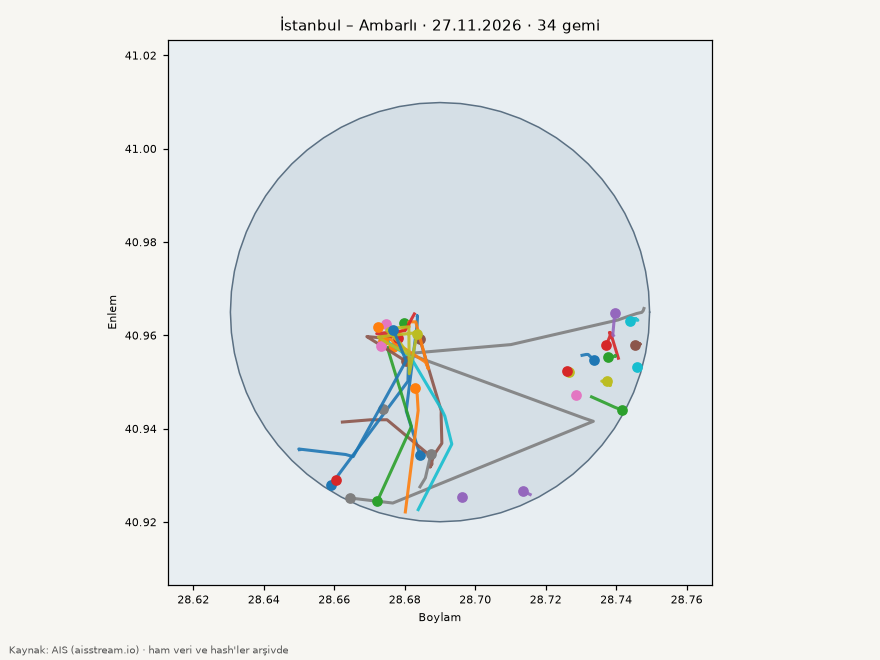 İstanbul – Ambarlı · 27.11.2026 · 34 gemi
41.02
41.00
40.98
40.96
40.94
40.92
Enlem
28.62 28.64 28.66 28.68 28.70 28.72 28.74 28.76
Boylam
Kaynak: AIS (aisstream.io) · ham veri ve hash'ler arşivde